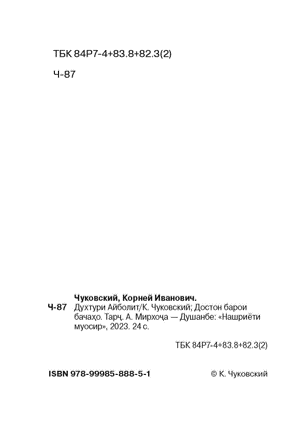 ТБК 84Р7-4+83.8+82.3(2)
Ч-87
Чуковский, Корней Иванович.
Ч-87 Духтури Айболит/К. Чуковский; Достон барои
бачаҳо. Тарҷ. А. Мирхоҷа — Душанбе: «Нашриёти
муосир», 2023. 24 с.
ТБК 84Р7-4+83.8+82.3(2)
ISBN 978-99985-888-5-1 © К. Чуковский